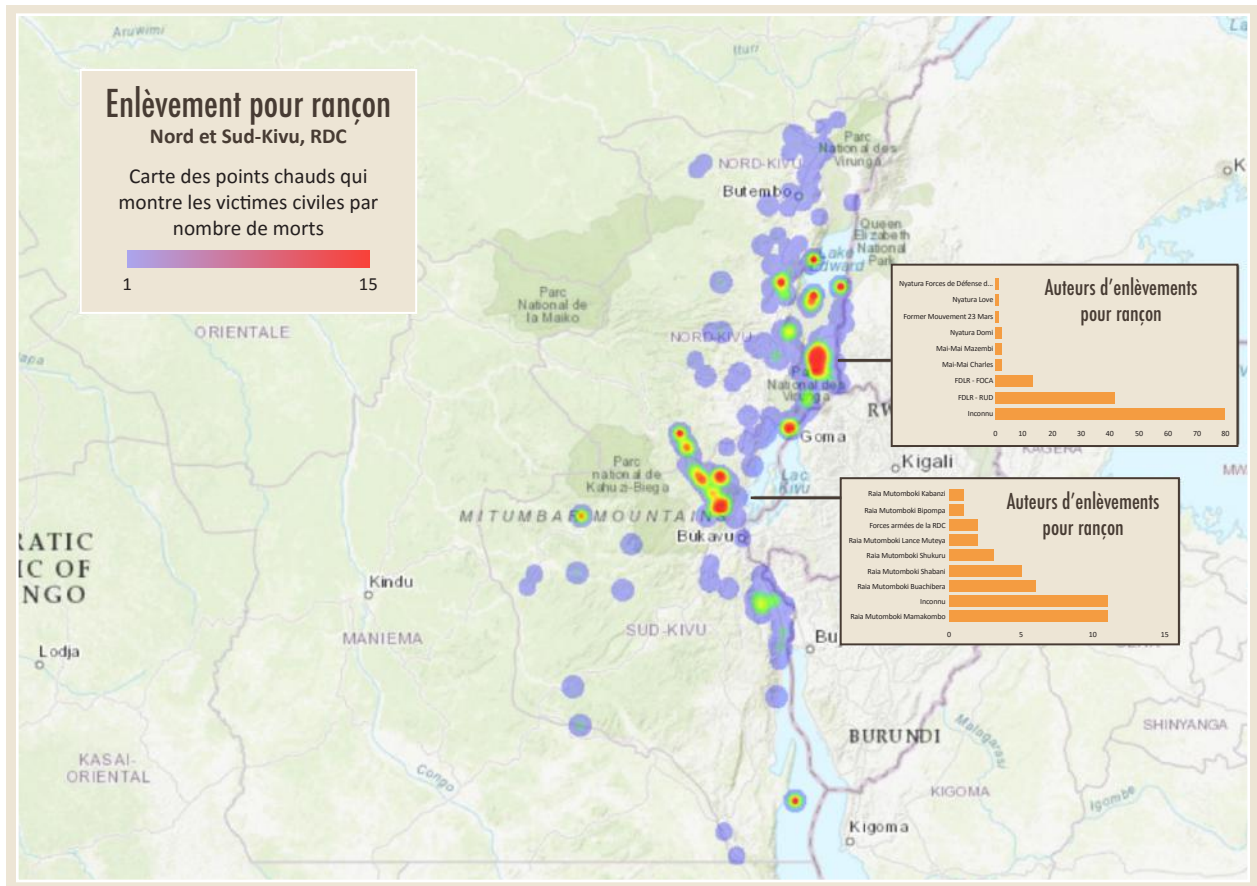 Aruwimi
Ituri
La
Enlèvement pour rançon
Nord et Sud-Kivu, RDC
Carte des points chauds qui
montre les victimes civiles par
nombre de morts
1
15
Parc
National des
Virunga
NORD-KIVU
Butembo
K
Queen
Elizabeth
National
Park
Lake
Edward
Parc
National de
la Maiko
ORIENTALE
NORD-KIVU
apa
Auteurs d'enlèvements
pour rançon
Nyatura Forces de Défense d...
Nyatura Love
Former Mouvement 23 Mars
Nyatura Domi
Mai-Mai Mazembi
Mai-Mai Charles
FDLR - FOCA
FDLR - RUD
Inconnu
0 10 20 30 40 50 60 70 80
National des
Virunga
RW
Goma
KAGERA
Kigali
MW
Parc
national de
Kahuzi-Biega
Lac
Kivu
MITUMBA MOUNTAINS
Bukavu
Auteurs d'enlèvements
pour rançon
Raia Mutomboki Kabanzi
Raia Mutomboki Bipompa
Forces armées de la RDC
Raia Mutomboki Lance Muteya
Raia Mutomboki Shukuru
Raia Mutomboki Shabani
Raia Mutomboki Buachibera
Inconnu
Raia Mutomboki Mamakombo
0 5 10 15
RATIC
IC OF
NGO
Kindu
SUD-KIVU
MANIEMA
Bu
Lodja
BURUNDI
Malagarasi
SHINYANGA
KASAI-
ORIENTAL
Congo
KIGOMA
Igombe
Kigoma